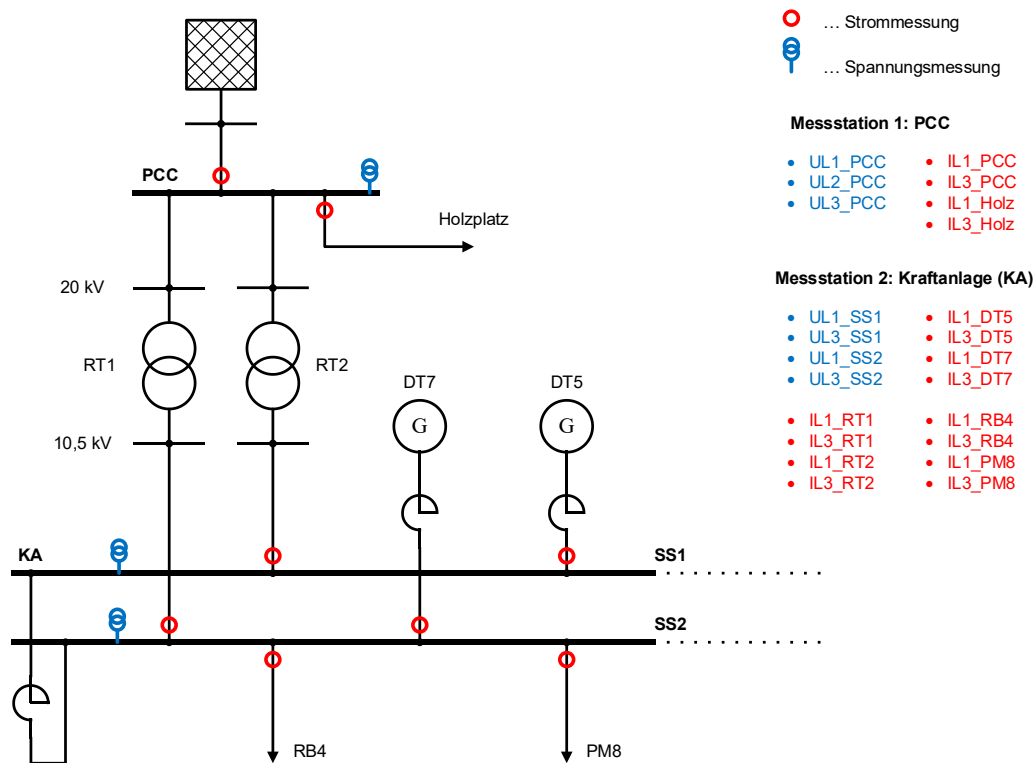 … Strommessung
… Spannungsmessung
Messstation 1: PCC
• UL1_PCC
• UL2_PCC
• UL3_PCC
• IL1_PCC
• IL3_PCC
• IL1_Holz
• IL3_Holz
PCC
Holzplatz
20 kV
RT1
RT2
10,5 kV
DT7
G
DT5
G
Messstation 2: Kraftanlage (KA)
• UL1_SS1
• UL3_SS1
• UL1_SS2
• UL3_SS2
• IL1_DT5
• IL3_DT5
• IL1_DT7
• IL3_DT7
• IL1_RT1
• IL3_RT1
• IL1_RT2
• IL3_RT2
• IL1_RB4
• IL3_RB4
• IL1_PM8
• IL3_PM8
KA
SS1
SS2
RB4
PM8